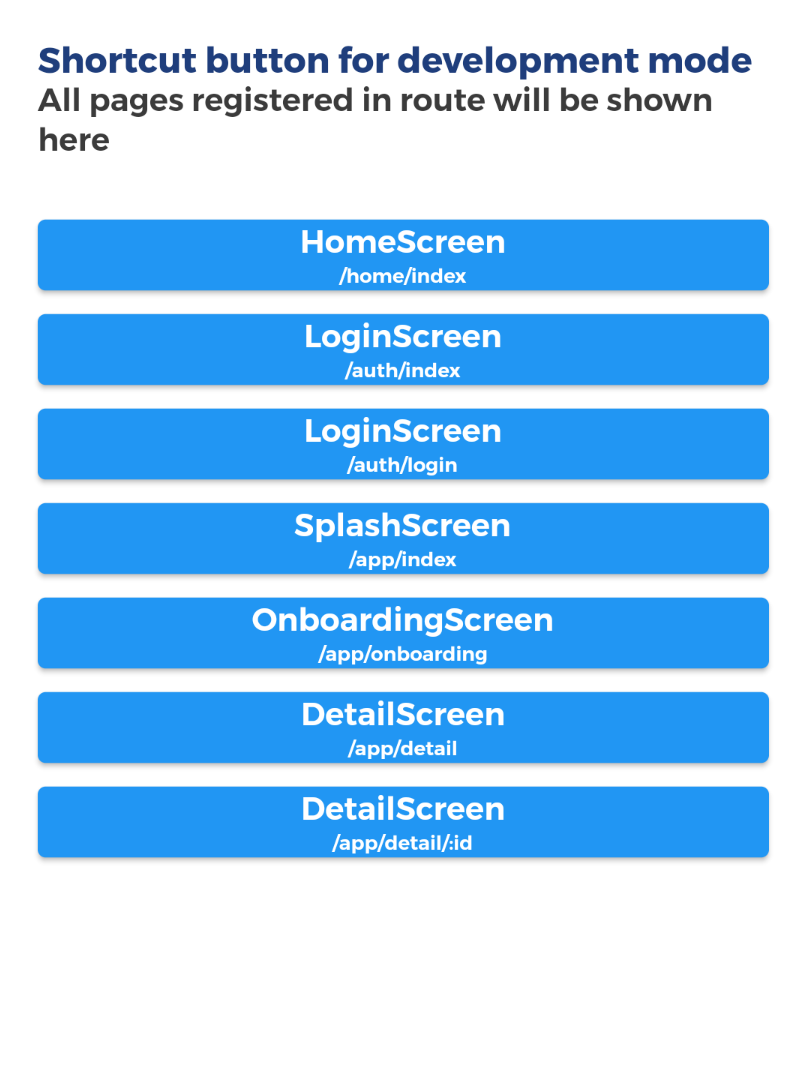 Shortcut button for development mode
All pages registered in route will be shown
here
HomeScreen
/home/index
LoginScreen
/auth/index
LoginScreen
/auth/login
SplashScreen
/app/index
OnboardingScreen
/app/onboarding
DetailScreen
/app/detail
DetailScreen
/app/detail/:id